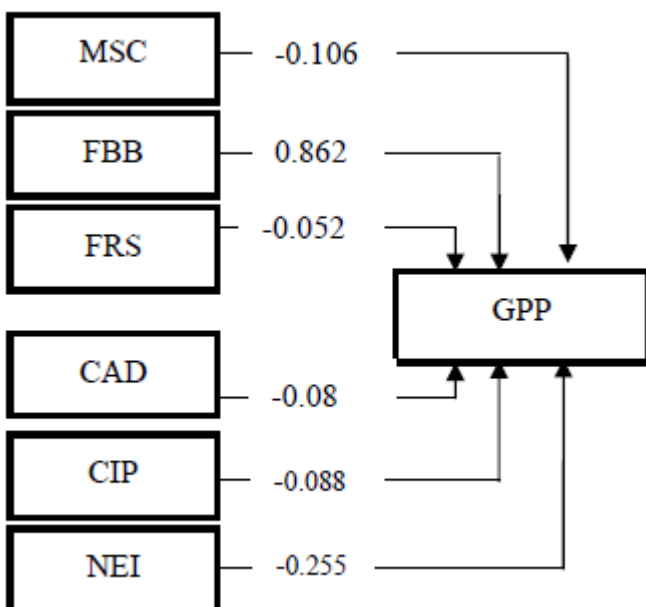 MSC -0.106
FBB 0.862
FRS -0.052
GPP
CAD -0.08
CIP -0.088
NEI -0.255